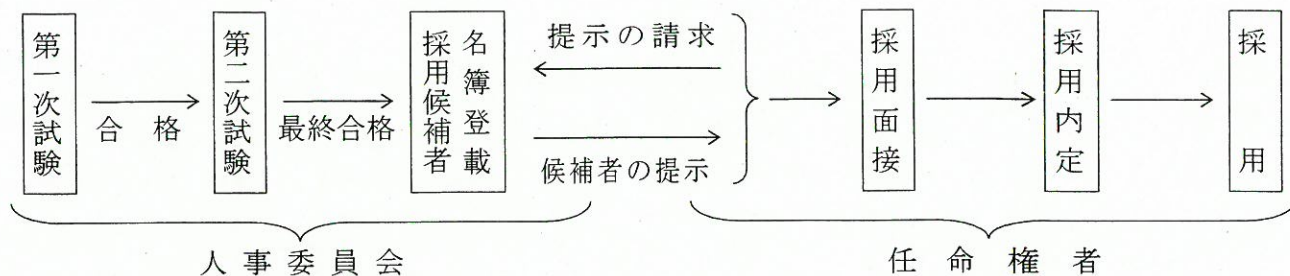 第一次試験
合格
第二次試験
最終合格
採用候補者
名簿登載
提示の請求
候補者の提示
採用面接
採用内定
採用
人事委員会
任命権者